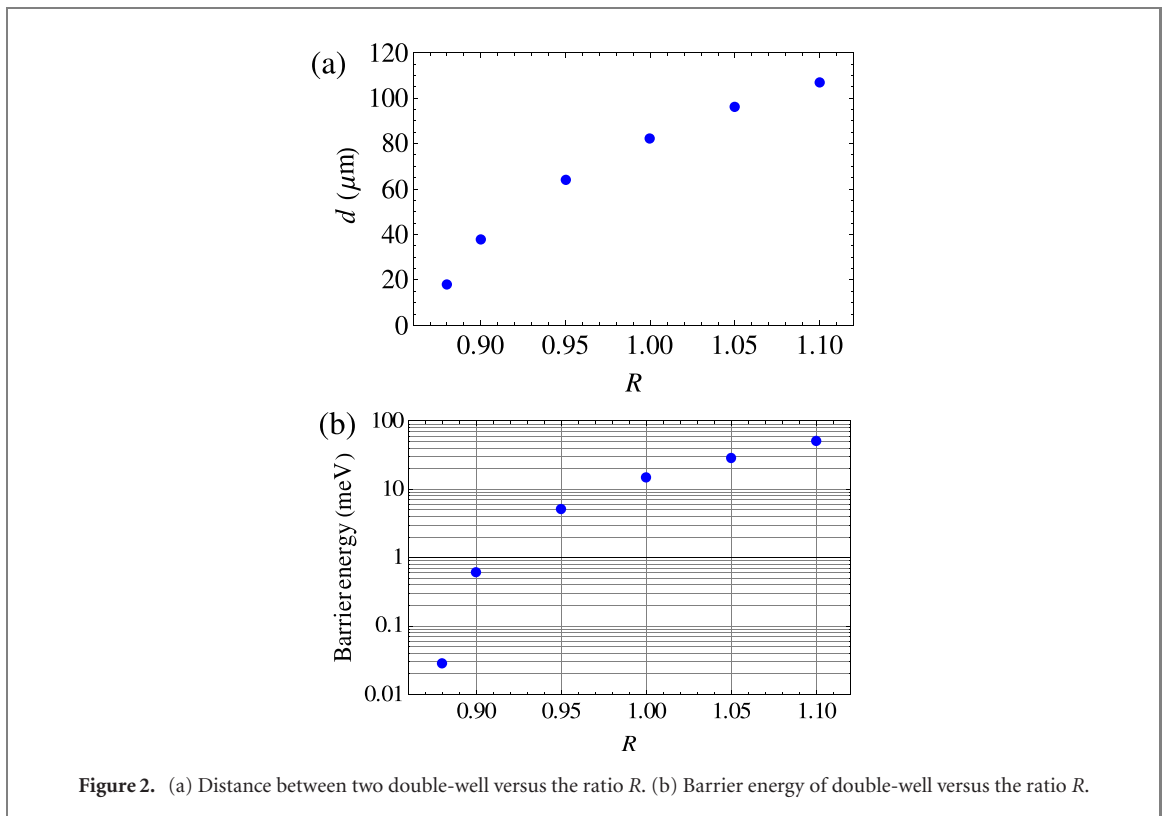 (a)
120
100
80
60
40
20
0
d (μm)
0.90 0.95 1.00 1.05 1.10
R
(b)
100
10
1
0.1
0.01
Barrier energy (meV)
0.90 0.95 1.00 1.05 1.10
R
Figure 2. (a) Distance between two double-well versus the ratio R. (b) Barrier energy of double-well versus the ratio R.